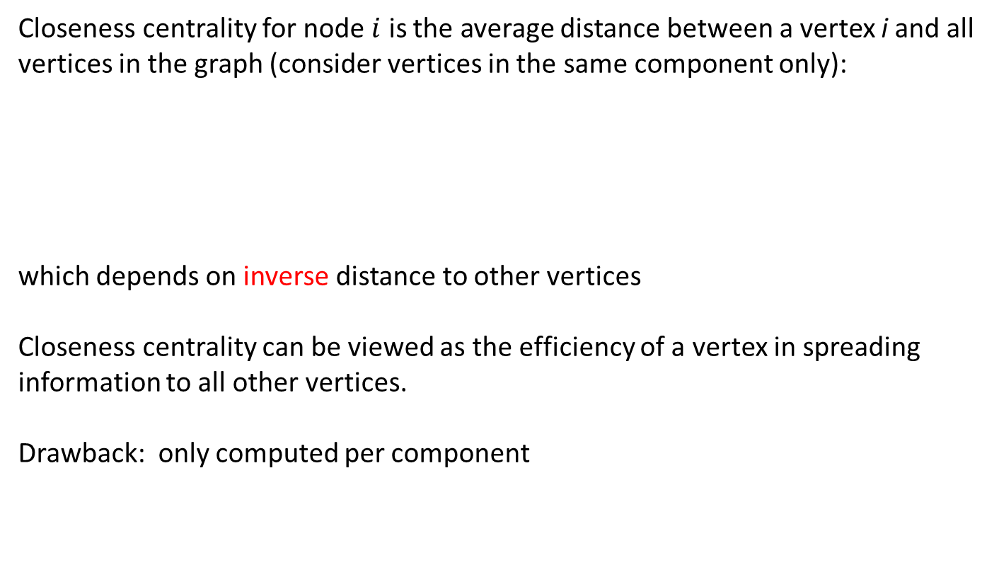 Closeness centrality for node i is the average distance between a vertex i and all
vertices in the graph (consider vertices in the same component only):
which depends on inverse distance to other vertices
Closeness centrality can be viewed as the efficiency of a vertex in spreading
information to all other vertices.
Drawback: only computed per component